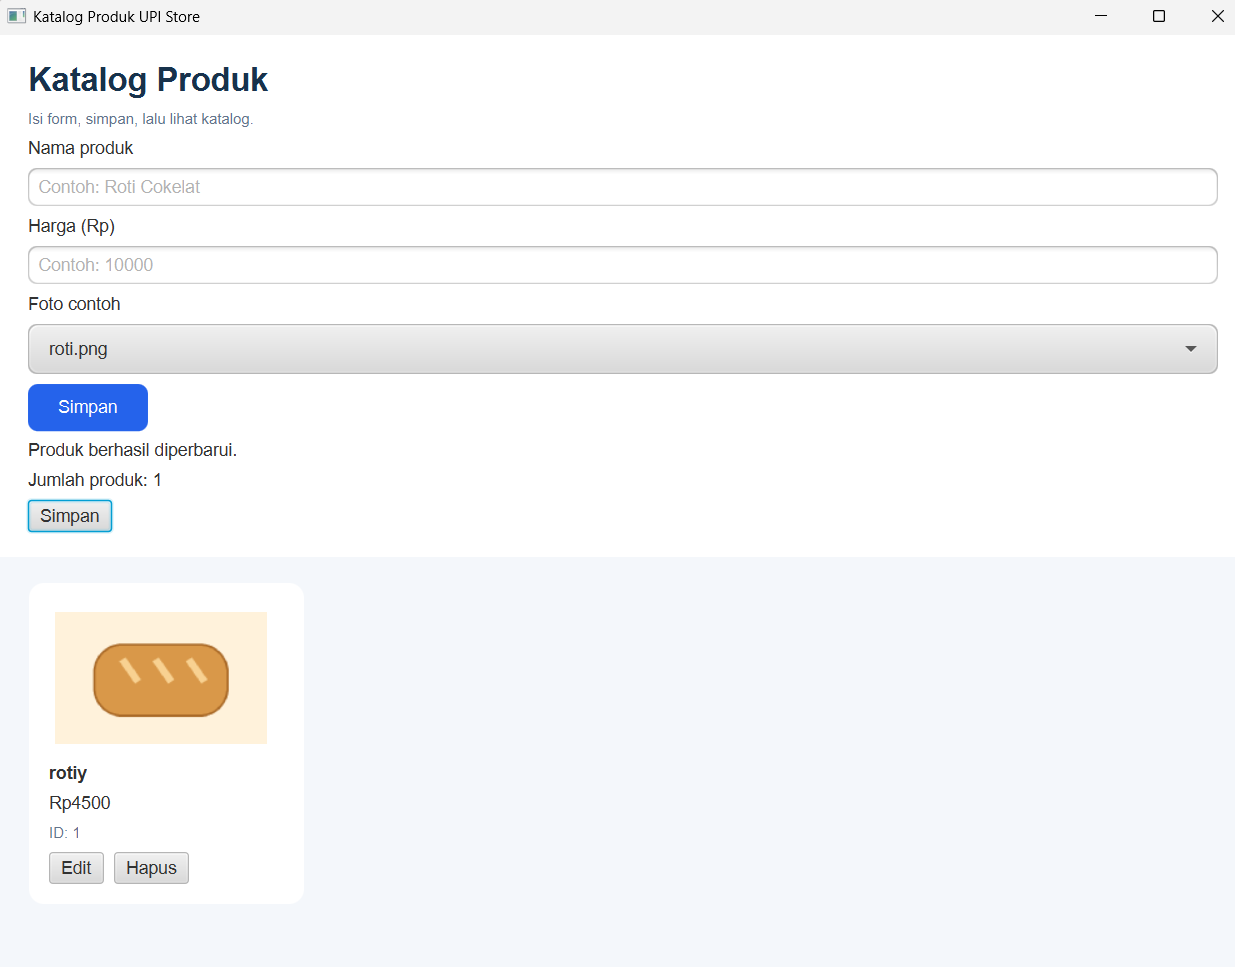 Katalog Produk UPI Store
Katalog Produk
Isi form, simpan, lalu lihat katalog.
Nama produk
Contoh: Roti Cokelat
Harga (Rp)
Contoh: 10000
Foto contoh
roti.png
Simpan
Produk berhasil diperbarui.
Jumlah produk: 1
Simpan
rotiy
Rp4500
ID: 1
Edit Hapus